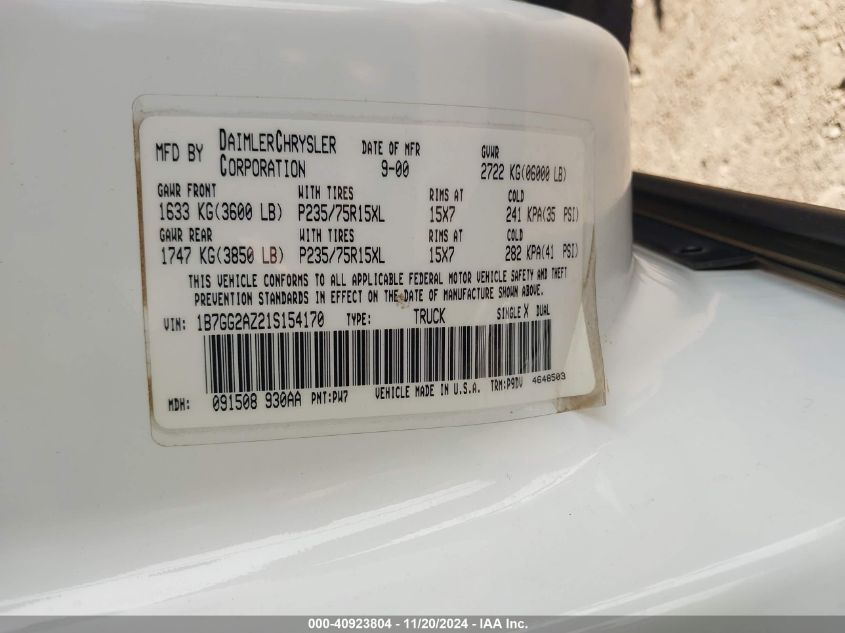 MFD BY DAIMLERCHRYSLER CORPORATION DATE OF MFR 9-00 GVWR 2722 KG(06000 LB)
GAWR FRONT WITH TIRES RIMS AT COLD
1633 KG(3600 LB) P235/75R15XL 15X7 241 KPA(35 PSI)
GAWR REAR WITH TIRES RIMS AT COLD
1747 KG(3850 LB) P235/75R15XL 15X7 282 KPA(41 PSI)
THIS VEHICLE CONFORMS TO ALL APPLICABLE FEDERAL MOTOR VEHICLE SAFETY AND THEFT
PREVENTION STANDARDS IN EFFECT ON THE DATE OF MANUFACTURE SHOWN ABOVE.
VIN: 1B7GG2AZ21S154170 TYPE: TRUCK SINGLE X DUAL
MDH: 091508 930AA PNT:PW7 VEHICLE MADE IN U.S.A. TRM:P9DV 4648503
000-40923804 - 11/20/2024 - IAA Inc.